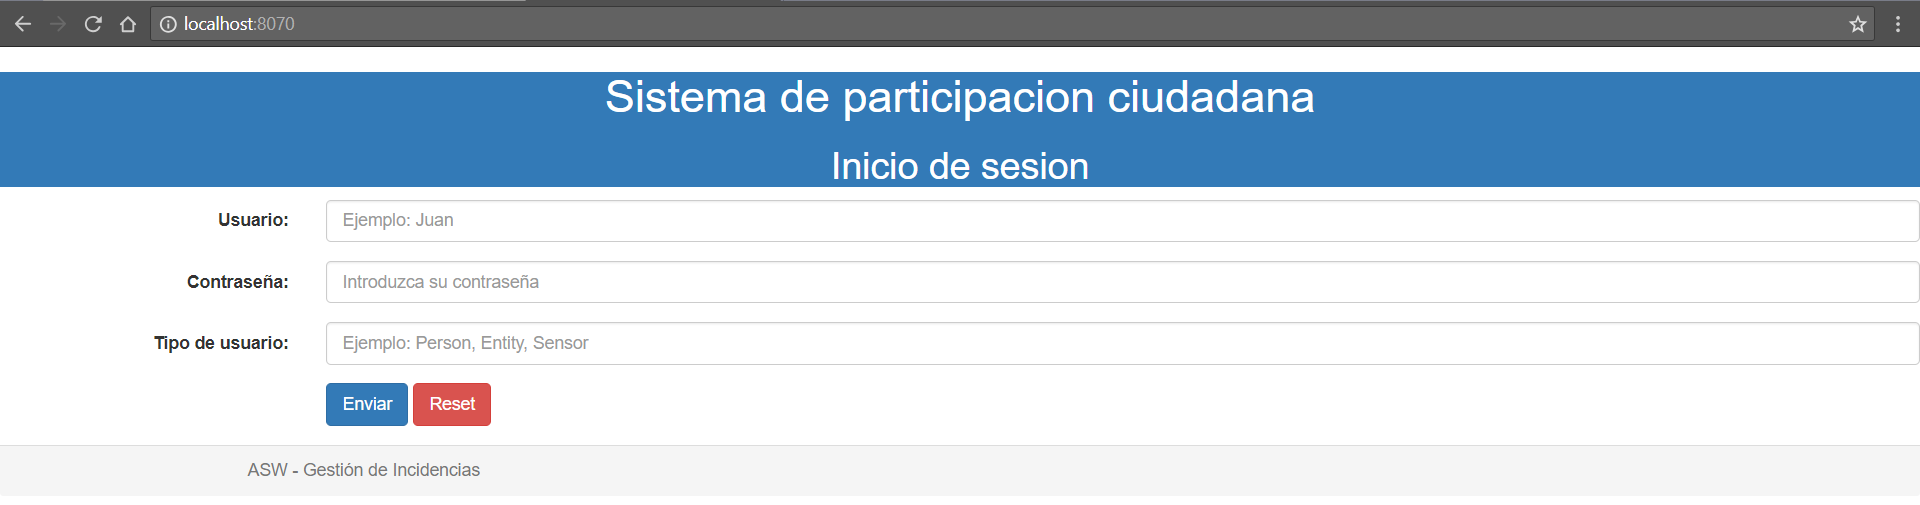 localhost:8070
Sistema de participacion ciudadana
Inicio de sesion
Usuario: Ejemplo: Juan
Contraseña: Introduzca su contraseña
Tipo de usuario: Ejemplo: Person, Entity, Sensor
Enviar Reset
ASW - Gestión de Incidencias